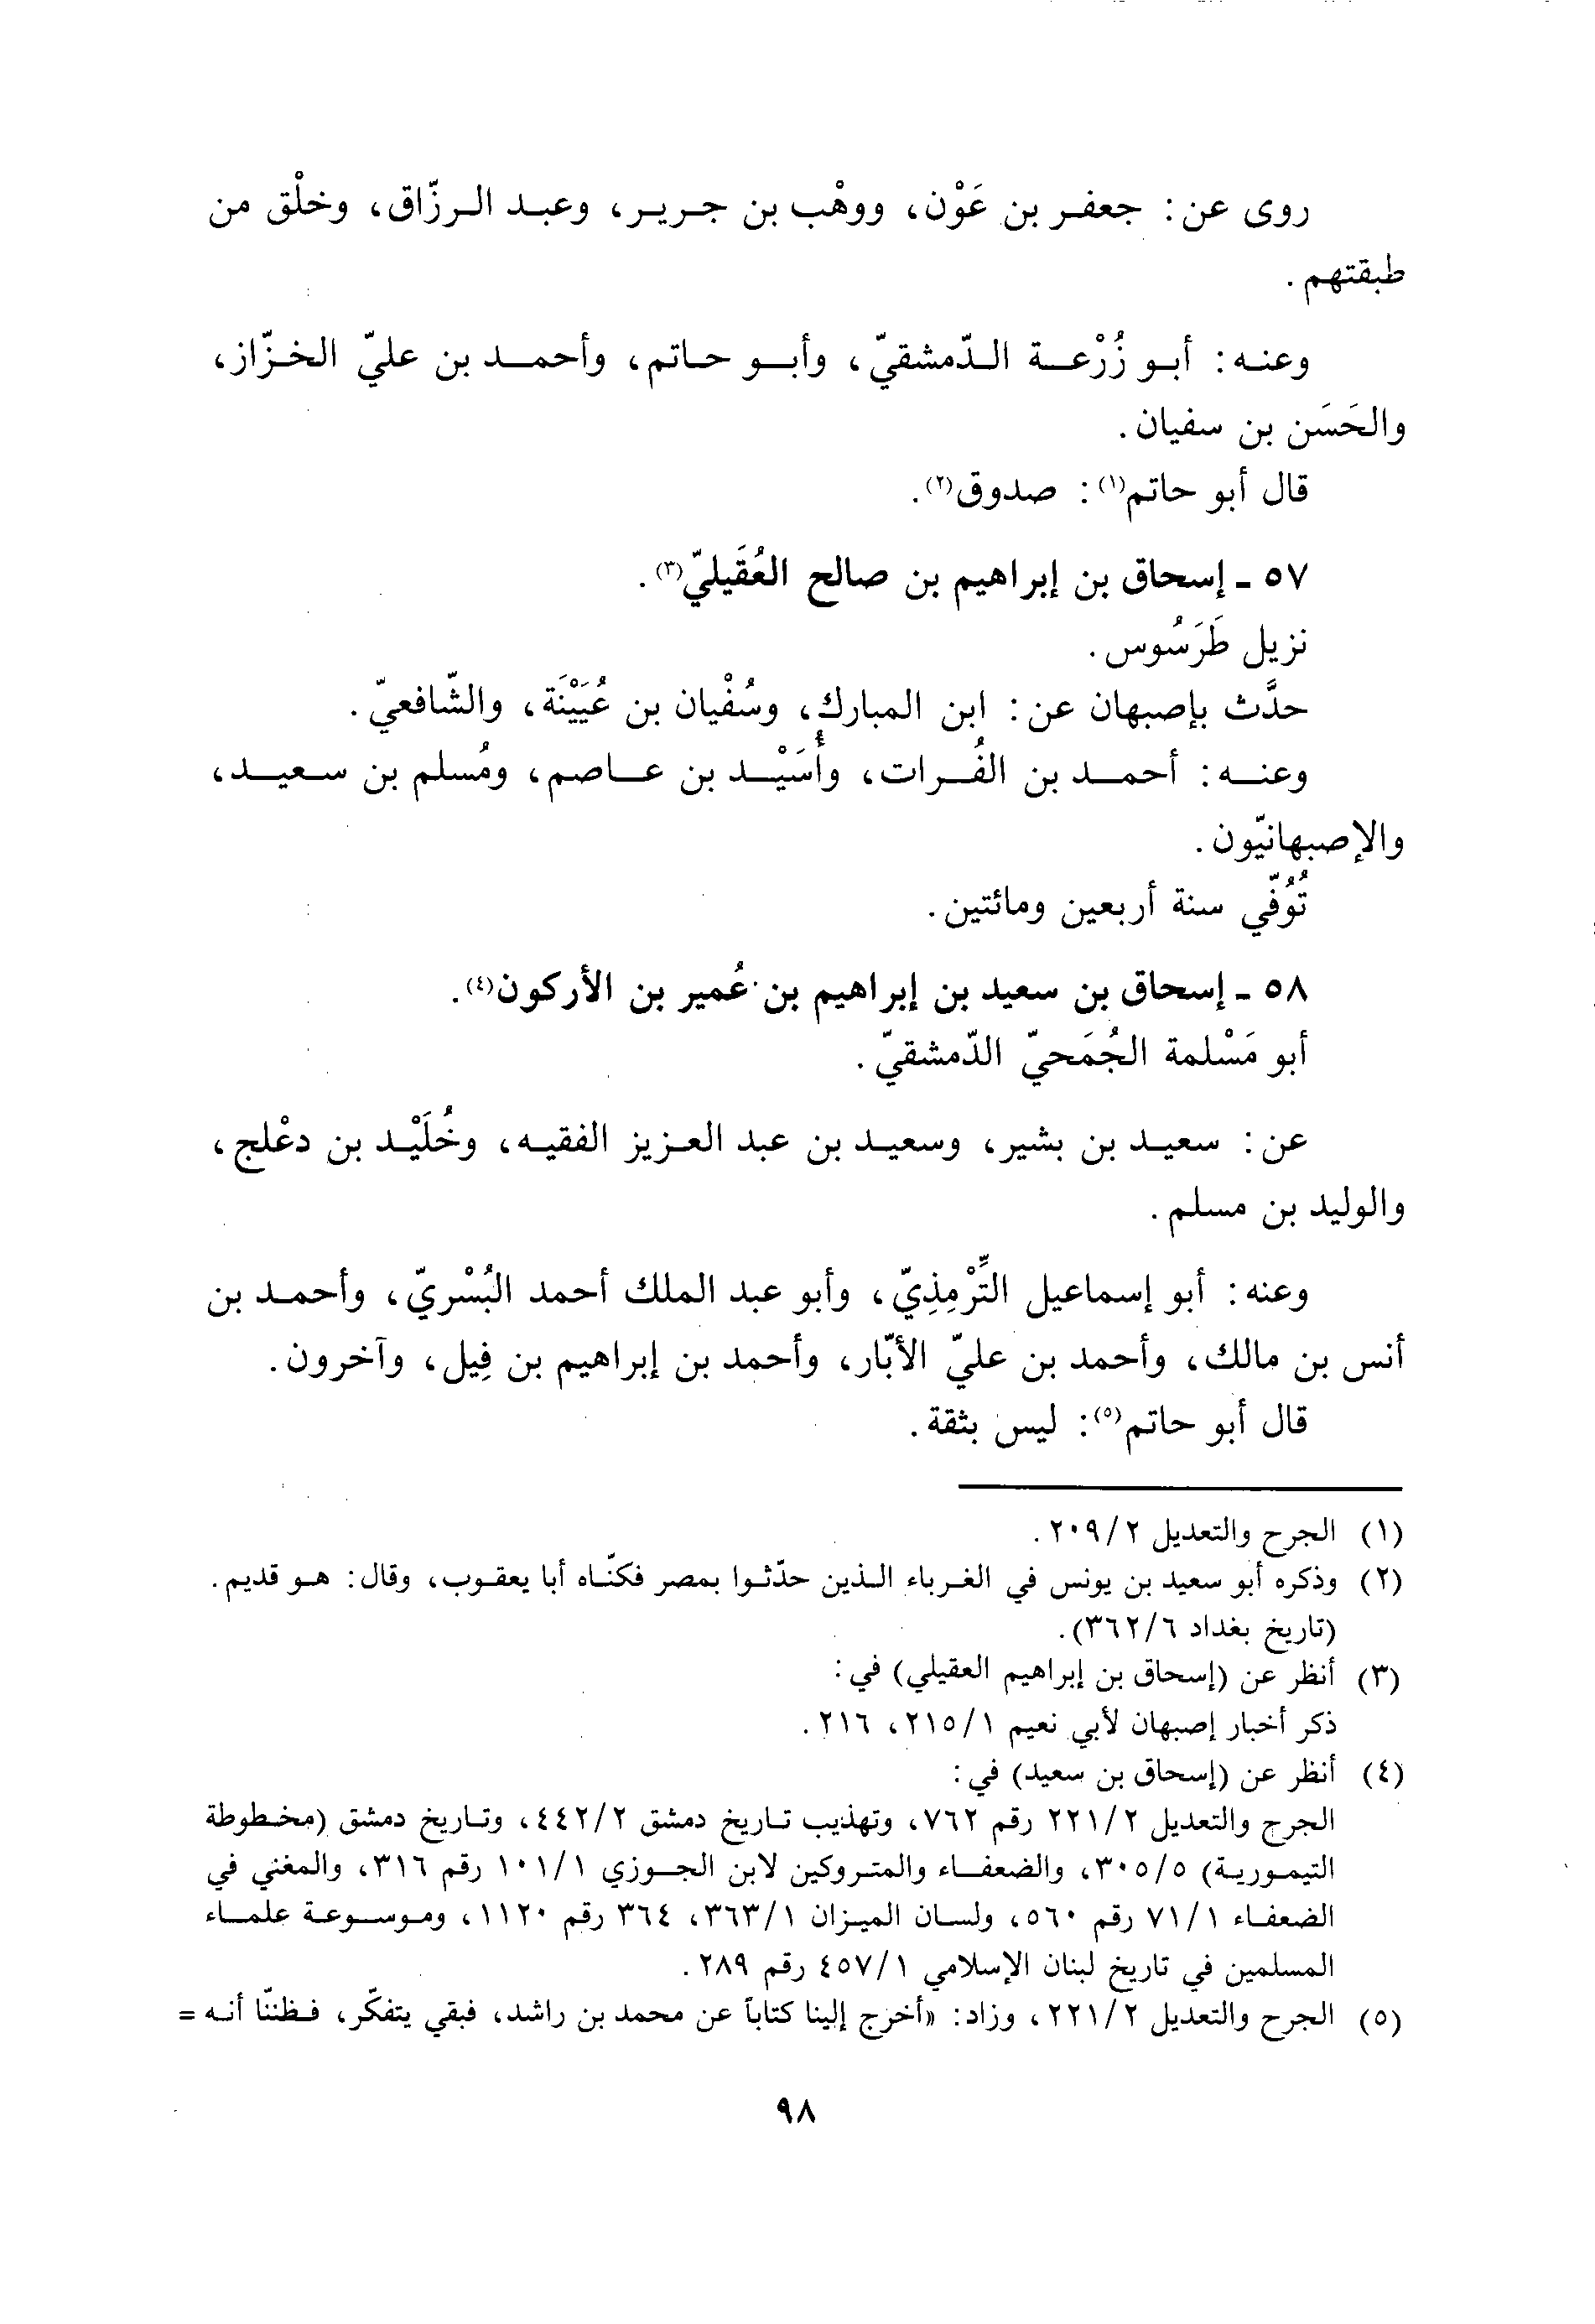 روى عن: جعفر بن عَوْن، ووهْب بن جرير، وعبد الرزّاق، وخلْق من
طبقتهم.
وعنه: أبو زُرْعة الدّمشقيّ، وأبو حاتم، وأحمد بن عليّ الخزّاز،
والحَسَن بن سفيان.
قال أبو حاتم(١): صدوق(٢).
٥٧ - إسحاق بن إبراهيم بن صالح العُقَيليّ(٣).
نزيل طَرَسُوس.
حدَّث بإصبهان عن: ابن المبارك، وسُفْيان بن عُيَيْنَة، والشّافعيّ.
وعنه: أحمد بن الفُرات، وأُسَيْد بن عاصم، ومُسلم بن سعيد،
والإصبهانيّون.
تُوُفّي سنة أربعين ومائتين.
٥٨ - إسحاق بن سعيد بن إبراهيم بن عُمير بن الأركون(٤).
أبو مَسْلمة الجُمَحيّ الدّمشقيّ.
عن: سعيد بن بشير، وسعيد بن عبد العزيز الفقيه، وخُلَيْد بن دعْلج،
والوليد بن مسلم.
وعنه: أبو إسماعيل التِّرْمِذِيّ، وأبو عبد الملك أحمد البُسْريّ، وأحمد بن
أنس بن مالك، وأحمد بن عليّ الأبّار، وأحمد بن إبراهيم بن فِيل، وآخرون.
قال أبو حاتم(٥): ليس بثقة.
(١) الجرح والتعديل ٢/٢٠٩.
(٢) وذكره أبو سعيد بن يونس في الغرباء الذين حدّثوا بمصر فكنّاه أبا يعقوب، وقال: هو قديم.
(تاريخ بغداد ٦/٣٦٢).
(٣) أنظر عن (إسحاق بن إبراهيم العقيلي) في:
ذكر أخبار إصبهان لأبي نعيم ١/٢١٥، ٢١٦.
(٤) أنظر عن (إسحاق بن سعيد) في:
الجرح والتعديل ٢/٢٢١ رقم ٧٦٢، وتهذيب تاريخ دمشق ٢/٤٤٢، وتاريخ دمشق (مخطوطة
التيمورية) ٥/٣٠٥، والضعفاء والمتروكين لابن الجوزي ١/١٠١ رقم ٣١٦، والمغني في
الضعفاء ١/٧١ رقم ٥٦٠، ولسان الميزان ١/٣٦٣، ٣٦٤ رقم ١١٢٠، وموسوعة علماء
المسلمين في تاريخ لبنان الإسلامي ١/٤٥٧ رقم ٢٨٩.
(٥) الجرح والتعديل ٢/٢٢١، وزاد: «أخرج إلينا كتاباً عن محمد بن راشد، فبقي يتفكّر، فظننّا أنه =
٩٨